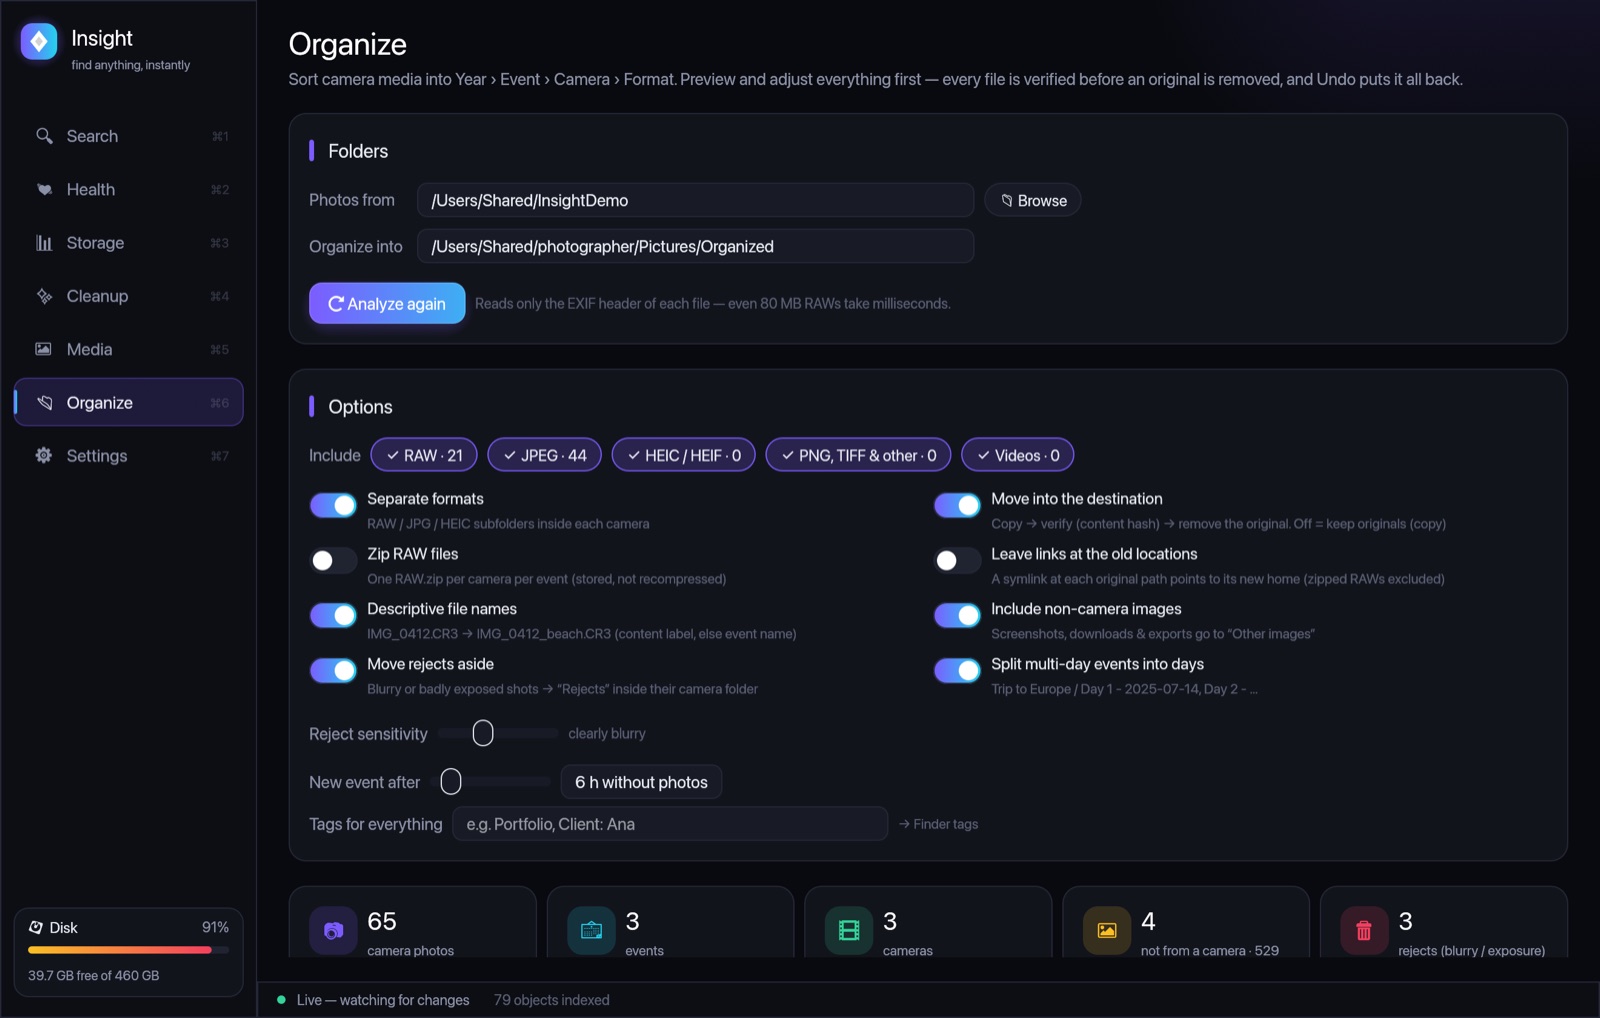 Insight
find anything, instantly
Search ⌘1
Health ⌘2
Storage ⌘3
Cleanup ⌘4
Media ⌘5
Organize ⌘6
Settings ⌘7
Disk 91%
39.7 GB free of 460 GB
Organize
Sort camera media into Year › Event › Camera › Format. Preview and adjust everything first — every file is verified before an original is removed, and Undo puts it all back.
Folders
Photos from /Users/Shared/InsightDemo Browse
Organize into /Users/Shared/photographer/Pictures/Organized
Analyze again Reads only the EXIF header of each file — even 80 MB RAWs take milliseconds.
Options
Include ✓ RAW · 21 ✓ JPEG · 44 ✓ HEIC / HEIF · 0 ✓ PNG, TIFF & other · 0 ✓ Videos · 0
Separate formats
RAW / JPG / HEIC subfolders inside each camera
Move into the destination
Copy → verify (content hash) → remove the original. Off = keep originals (copy)
Zip RAW files
One RAW.zip per camera per event (stored, not recompressed)
Leave links at the old locations
A symlink at each original path points to its new home (zipped RAWs excluded)
Descriptive file names
IMG_0412.CR3 → IMG_0412_beach.CR3 (content label, else event name)
Include non-camera images
Screenshots, downloads & exports go to “Other images”
Move rejects aside
Blurry or badly exposed shots → “Rejects” inside their camera folder
Split multi-day events into days
Trip to Europe / Day 1 - 2025-07-14, Day 2 - …
Reject sensitivity clearly blurry
New event after 6 h without photos
Tags for everything e.g. Portfolio, Client: Ana → Finder tags
65
camera photos
3
events
3
cameras
4
not from a camera · 529
3
rejects (blurry / exposure)
Live — watching for changes 79 objects indexed